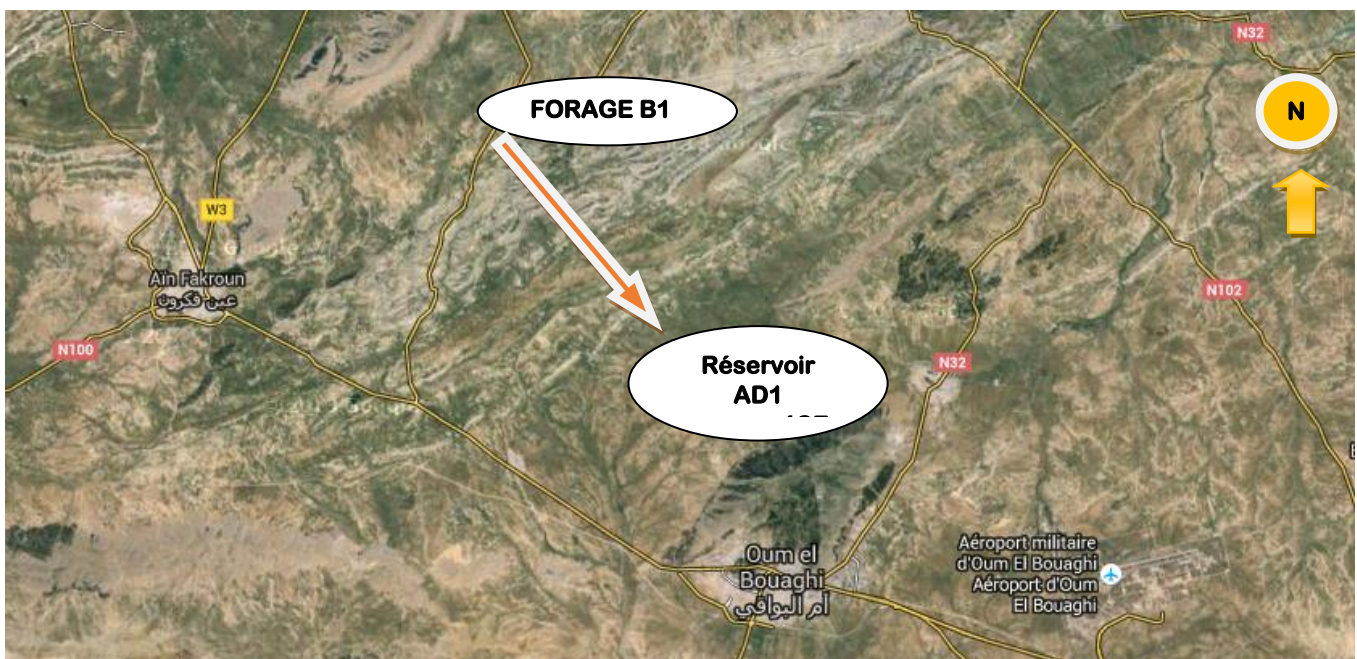 N32
FORAGE B1
N
W3
Aïn Fakroun
عين فكرون
N102
N100
N32
Réservoir
AD1
Oum el
Bouaghi
أم البواقي
Aéroport militaire
d'Oum El Bouaghi
Aéroport d'Oum
El Bouaghi